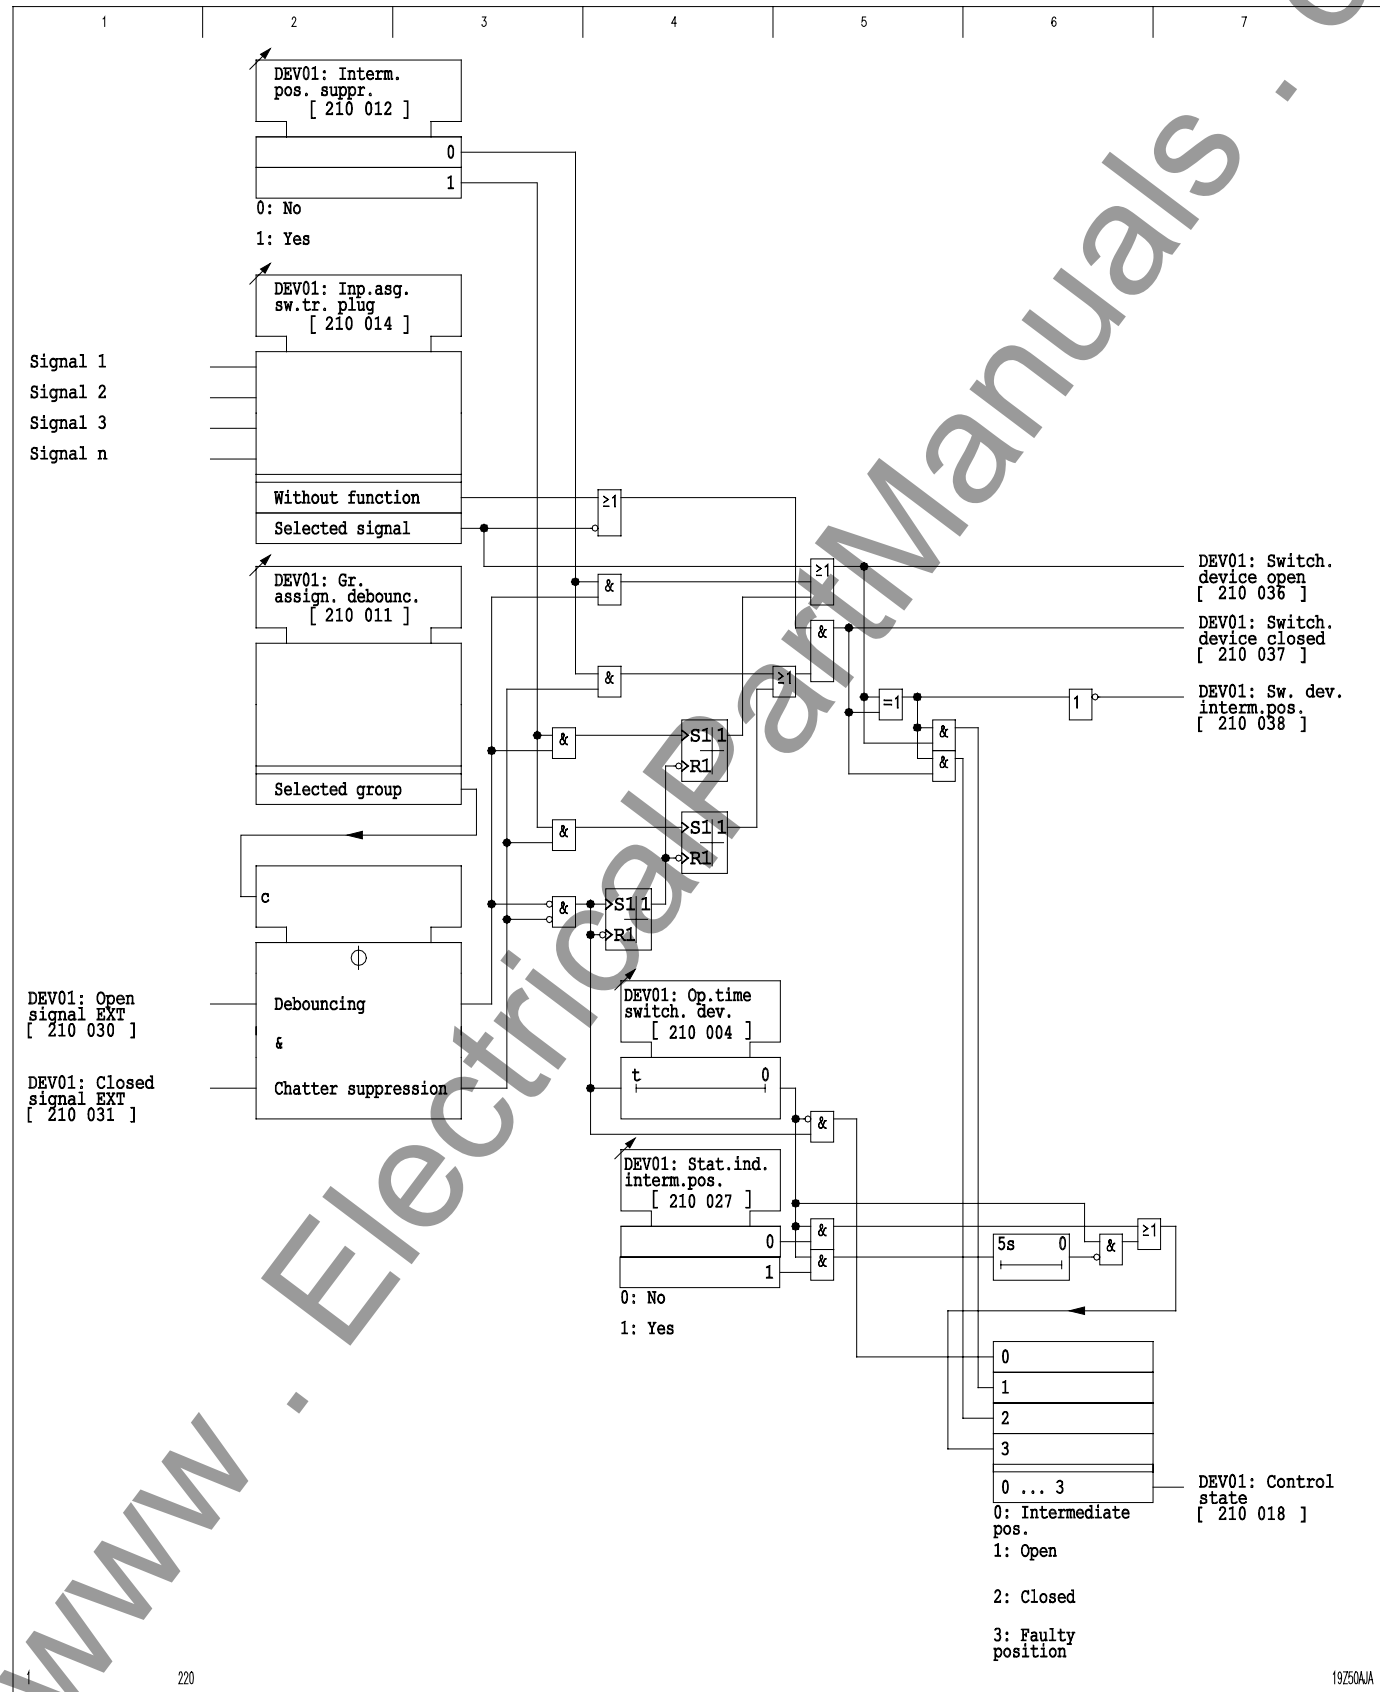 1 2 3 4 5 6 7
DEV01: Interm.
pos. suppr.
[ 210 012 ]
0
1
0: No
1: Yes
DEV01: Inp.asg.
sw.tr. plug
[ 210 014 ]
Signal 1
Signal 2
Signal 3
Signal n
Without function
Selected signal
≥1
DEV01: Gr.
assign. debounc.
[ 210 011 ]
Selected group
&
&
≥1
&
≥1
DEV01: Switch.
device open
[ 210 036 ]
DEV01: Switch.
device closed
[ 210 037 ]
=1
1
DEV01: Sw. dev.
interm.pos.
[ 210 038 ]
&
&
&
S1 1
R1
&
S1 1
R1
c
&
S1 1
R1
DEV01: Open
signal EXT
[ 210 030 ]
Debouncing
&
Chatter suppression
DEV01: Closed
signal EXT
[ 210 031 ]
DEV01: Op.time
switch. dev.
[ 210 004 ]
t 0
&
DEV01: Stat.ind.
interm.pos.
[ 210 027 ]
0
1
0: No
1: Yes
&
&
5s 0
&
≥1
0
1
2
3
0 ... 3
DEV01: Control
state
[ 210 018 ]
0: Intermediate
pos.
1: Open
2: Closed
3: Faulty
position
1 220 19Z50AJA
www . ElectricalPartManuals .